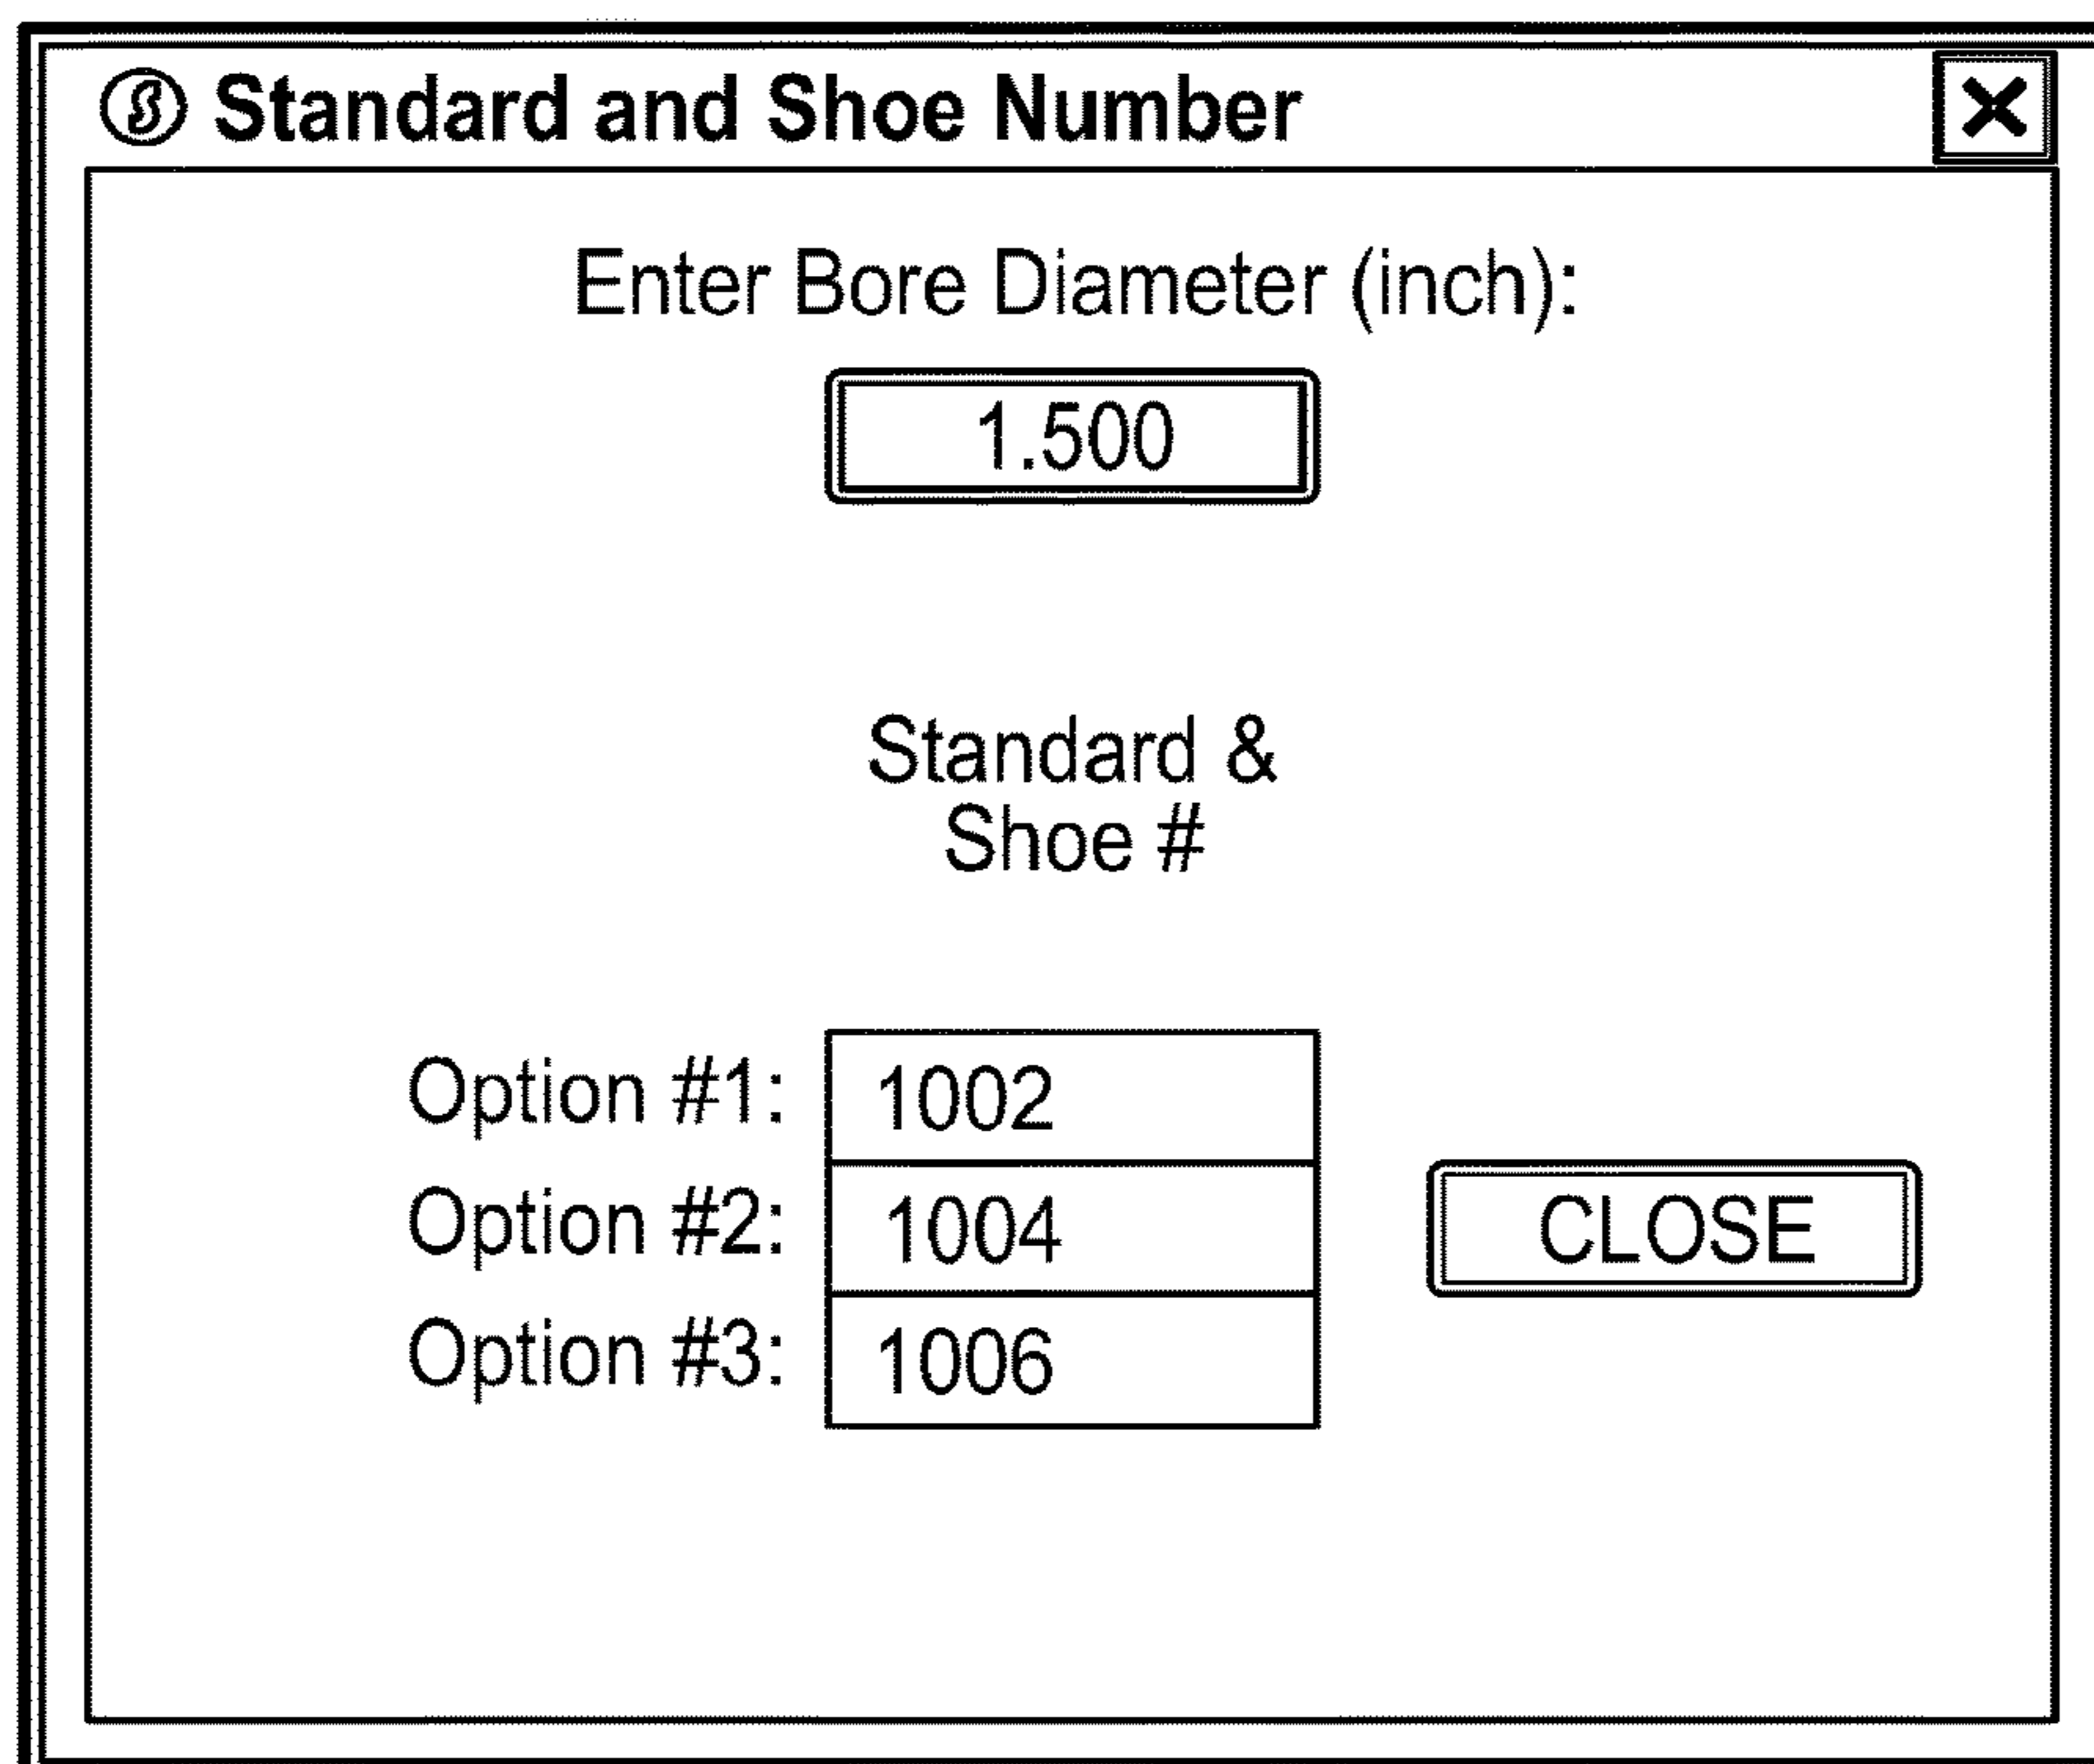 Standard and Shoe Number
Enter Bore Diameter (inch):
1.500
Standard &
Shoe #
Option #1: 1002
Option #2: 1004
Option #3: 1006
CLOSE